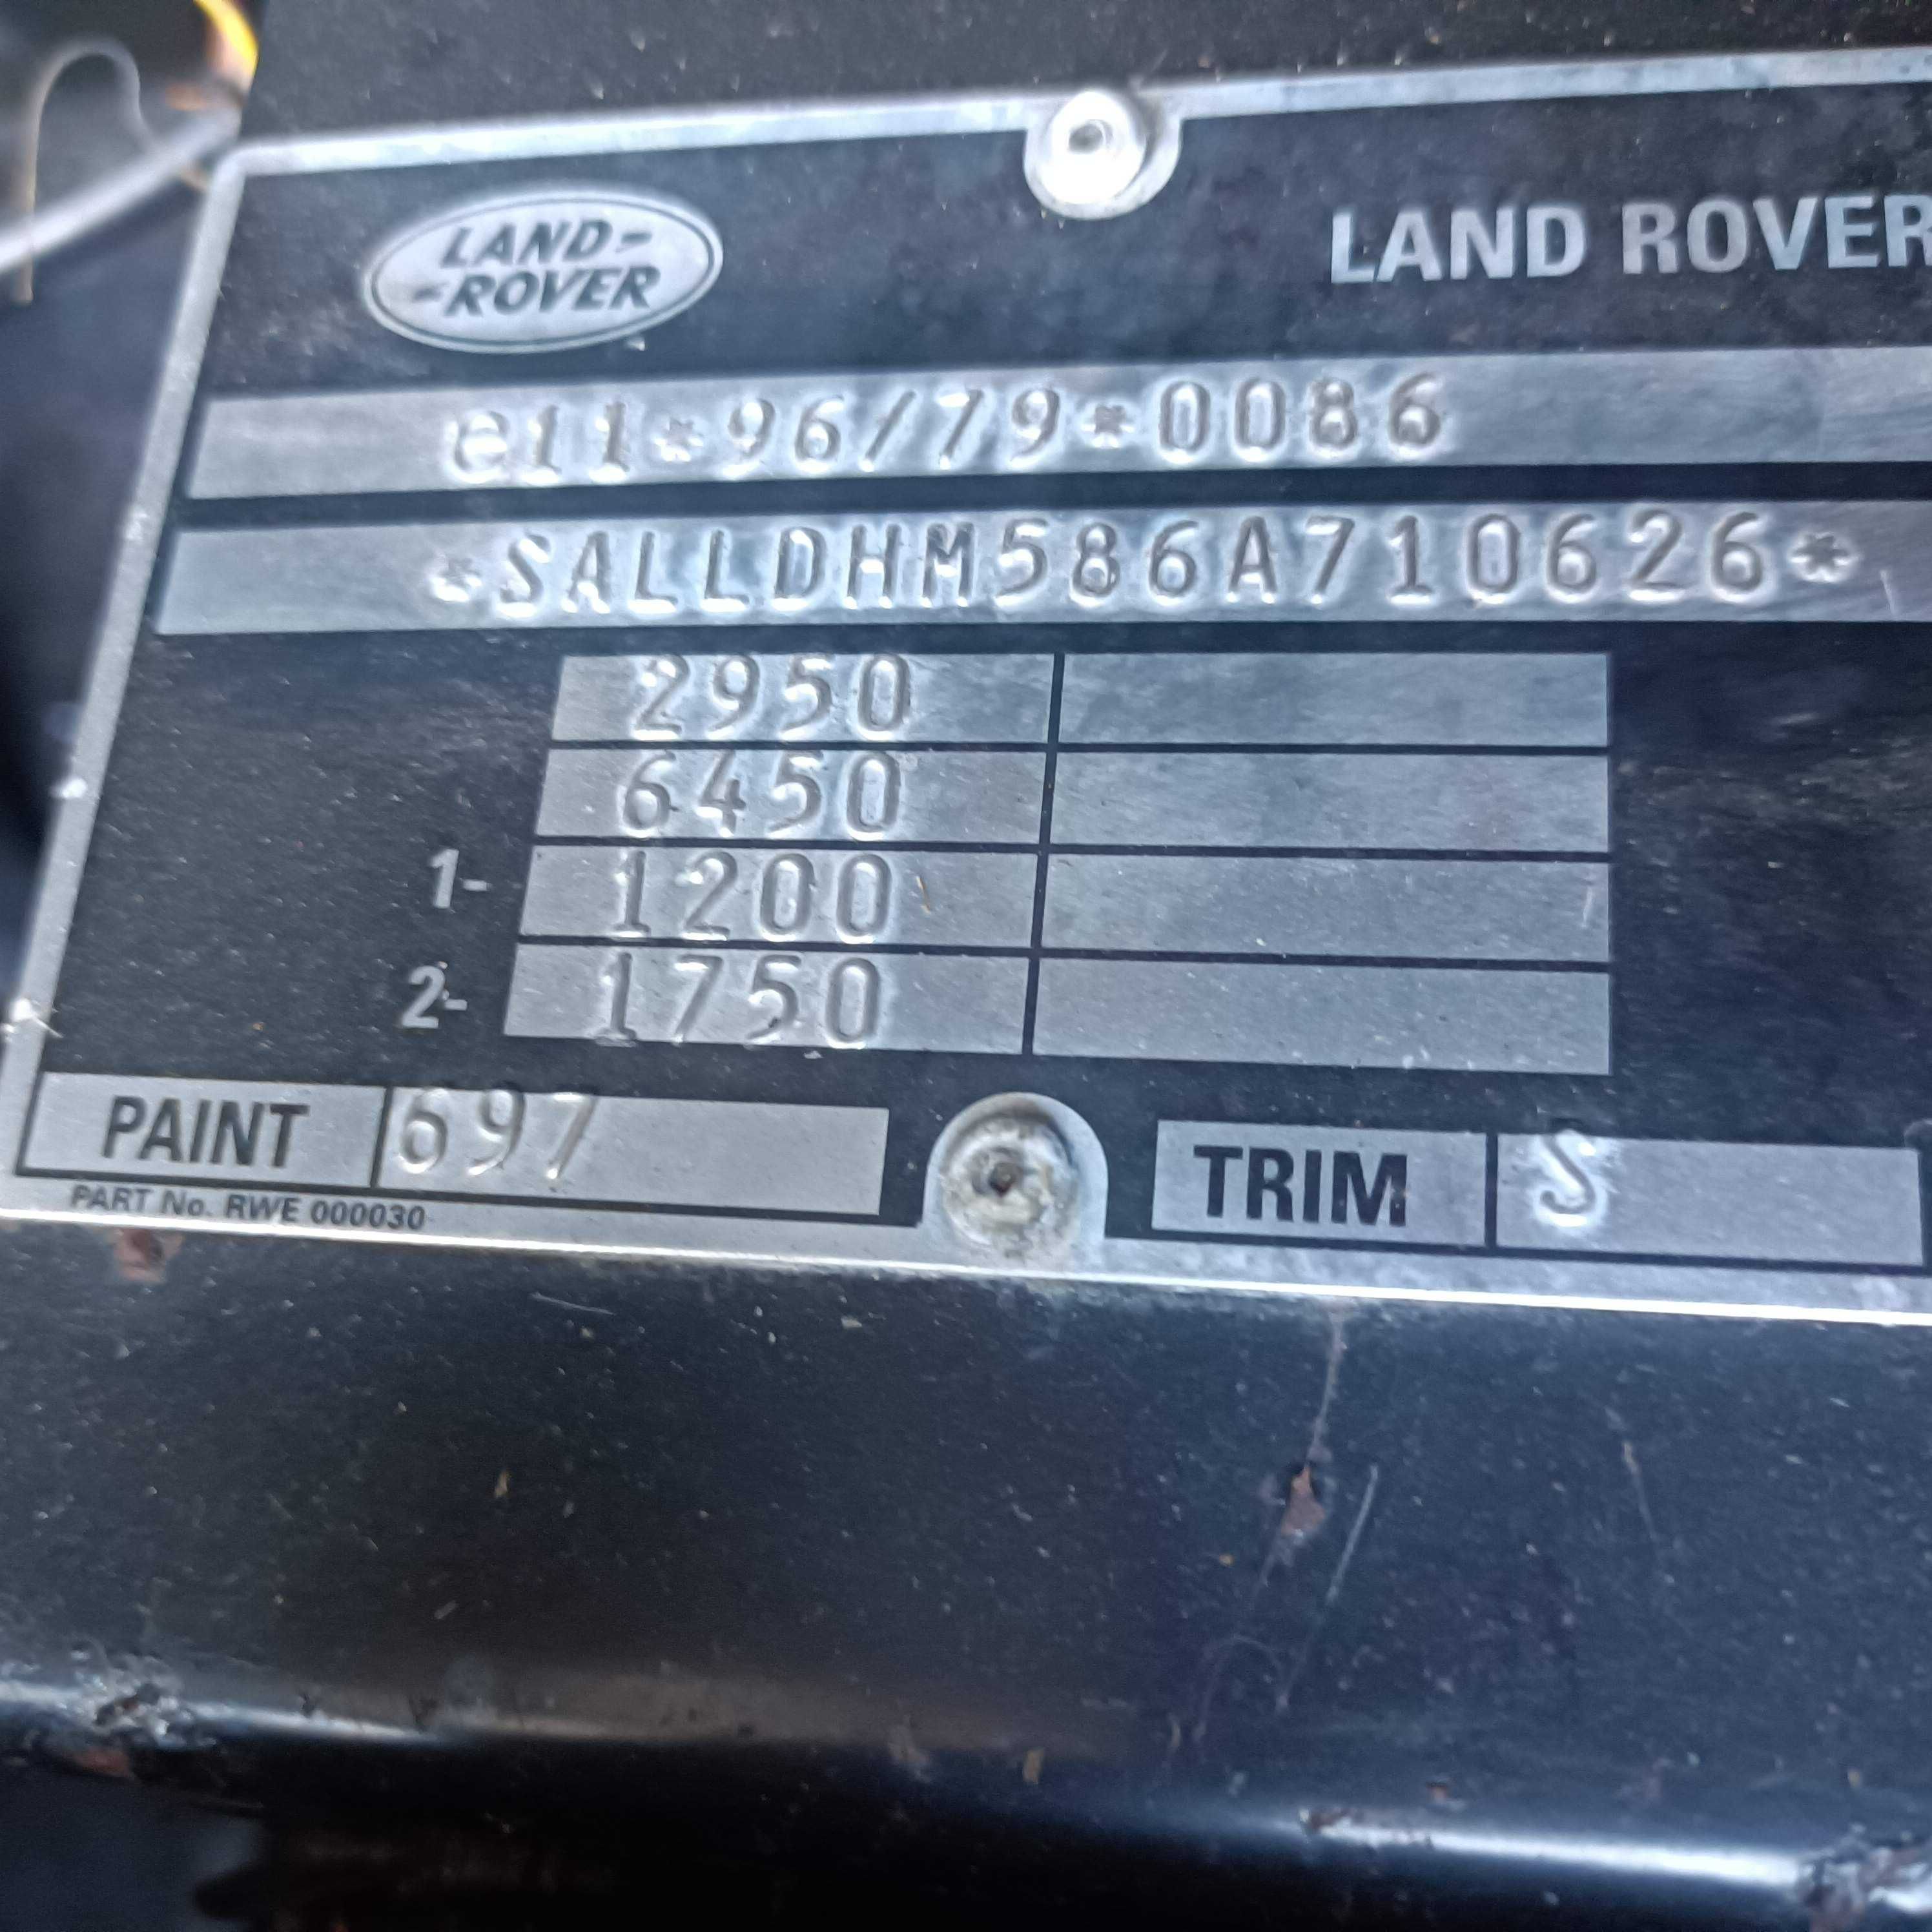 LAND-
-ROVER
LAND ROVER
e11*96/79*0086
*SALLDHM586A710626*
2950
6450
1- 1200
2- 1750
PAINT 697
TRIM S
PART No. RWE 000030